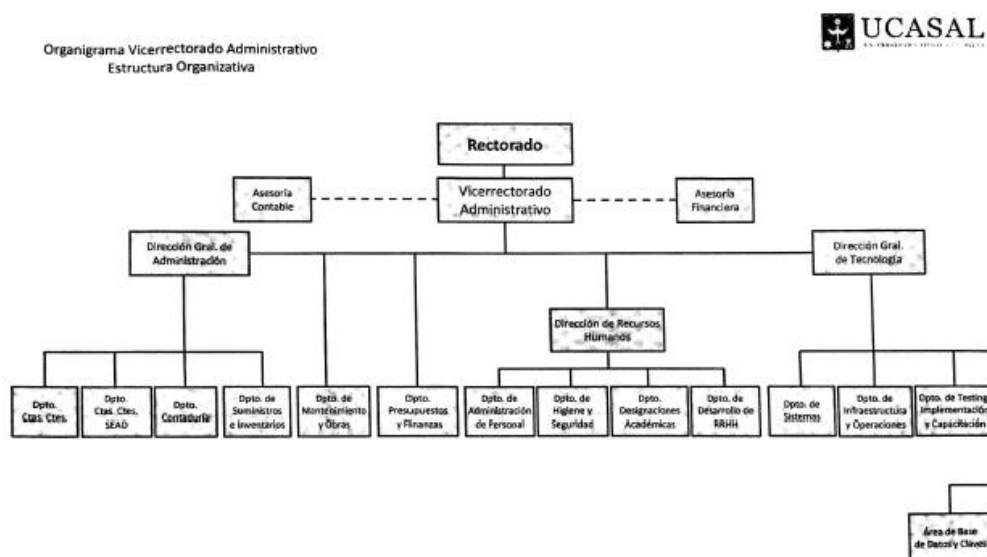 Organigrama Vicerrectorado Administrativo
Estructura Organizativa
UCASAL
Rectorado
Vicerrectorado
Administrativo
Asesoría
Contable
Asesoría
Financiera
Dirección Gral. de
Administración
Dirección Gral.
de Tecnología
Dirección de Recursos
Humanos
Dpto.
Ctas. Ctes.
Dpto.
Ctas. Ctes.
SEAD
Dpto.
Contaduría
Dpto. de
Suministros
e Inventarios
Dpto. de
Mantenimiento
y Obras
Dpto.
Presupuestos
y Finanzas
Dpto. de
Administración
de Personal
Dpto. de
Higiene y
Seguridad
Dpto.
Designaciones
Académicas
Dpto. de
Desarrollo de
RRHH
Dpto. de
Sistemas
Dpto. de
Infraestructura
y Operaciones
Dpto. de Testing
Implementación
y Capacitación
Área de Base
de Datos y Claves